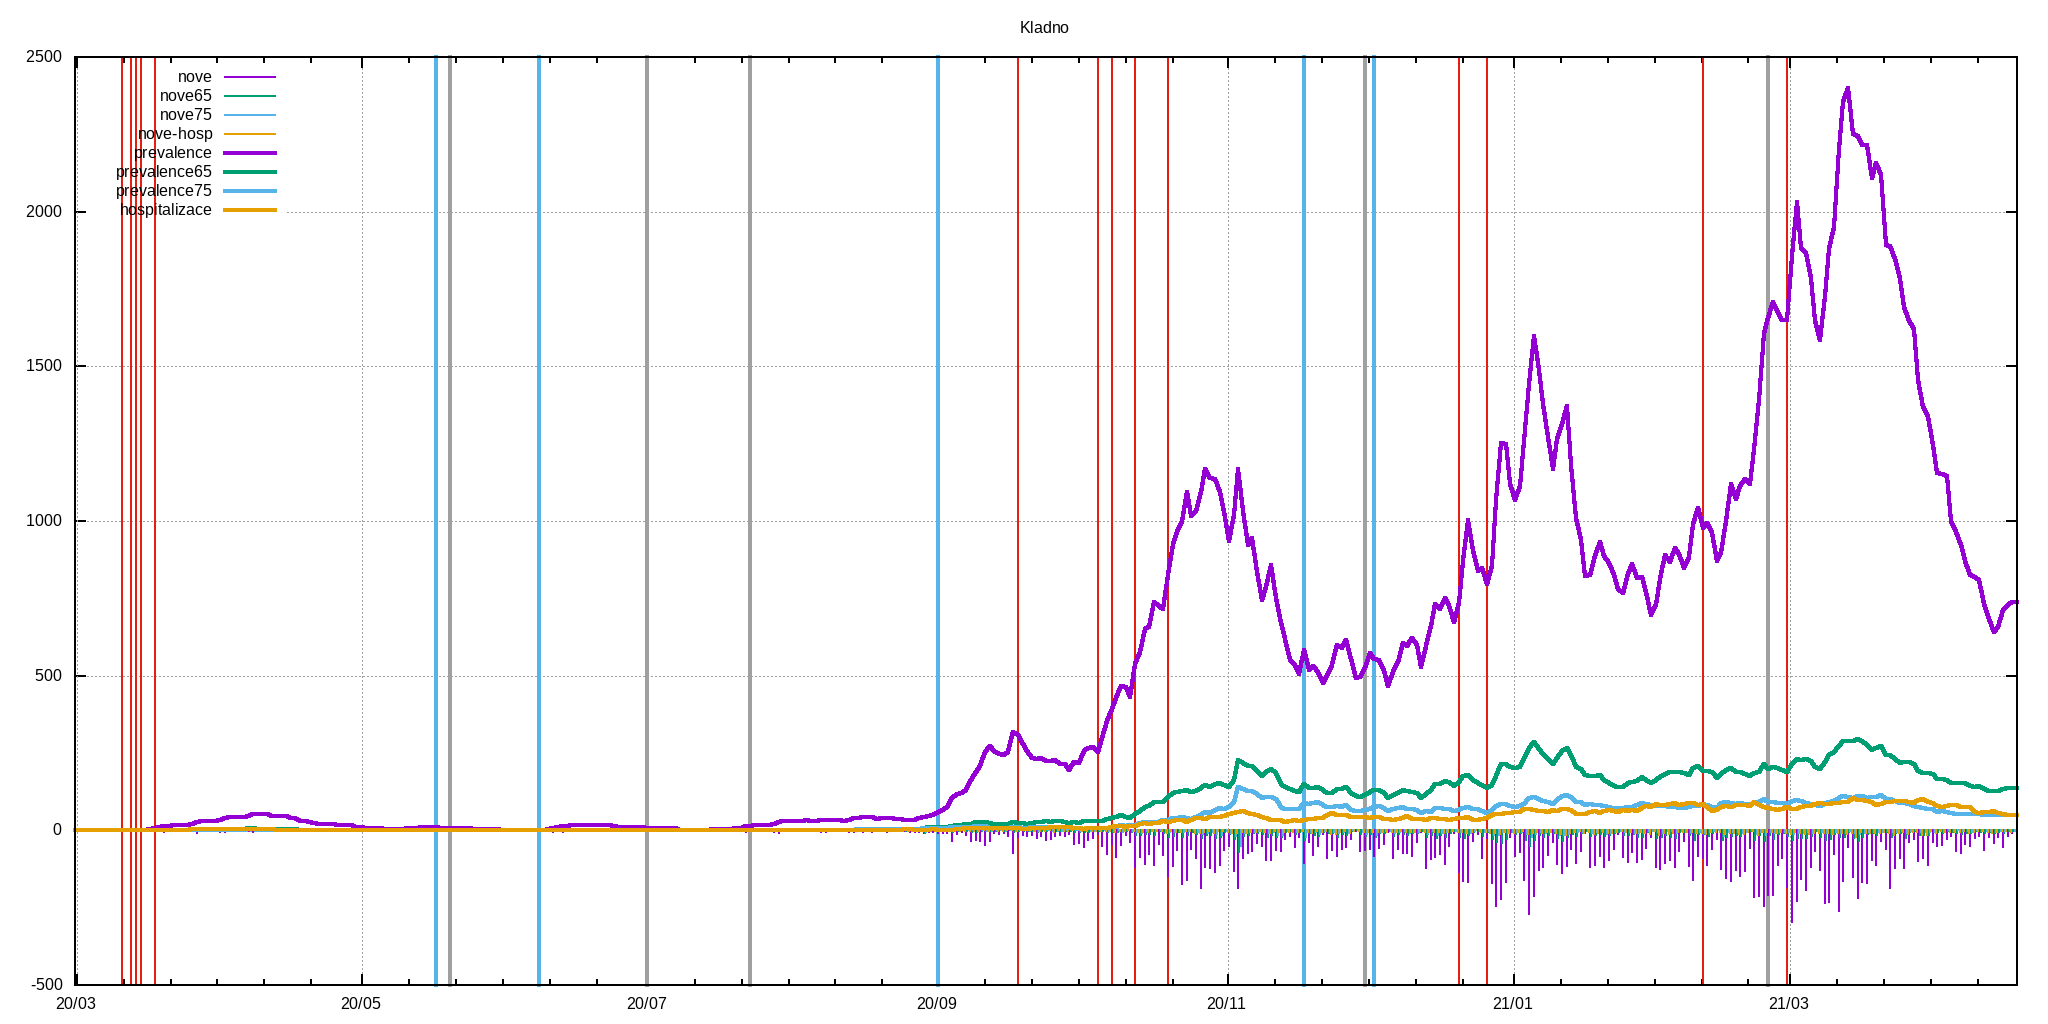 Kladno
2500
2000
1500
1000
500
0
-500
nove
nove65
nove75
nove-hosp
prevalence
prevalence65
prevalence75
hospitalizace
20/03 20/05 20/07 20/09 20/11 21/01 21/03